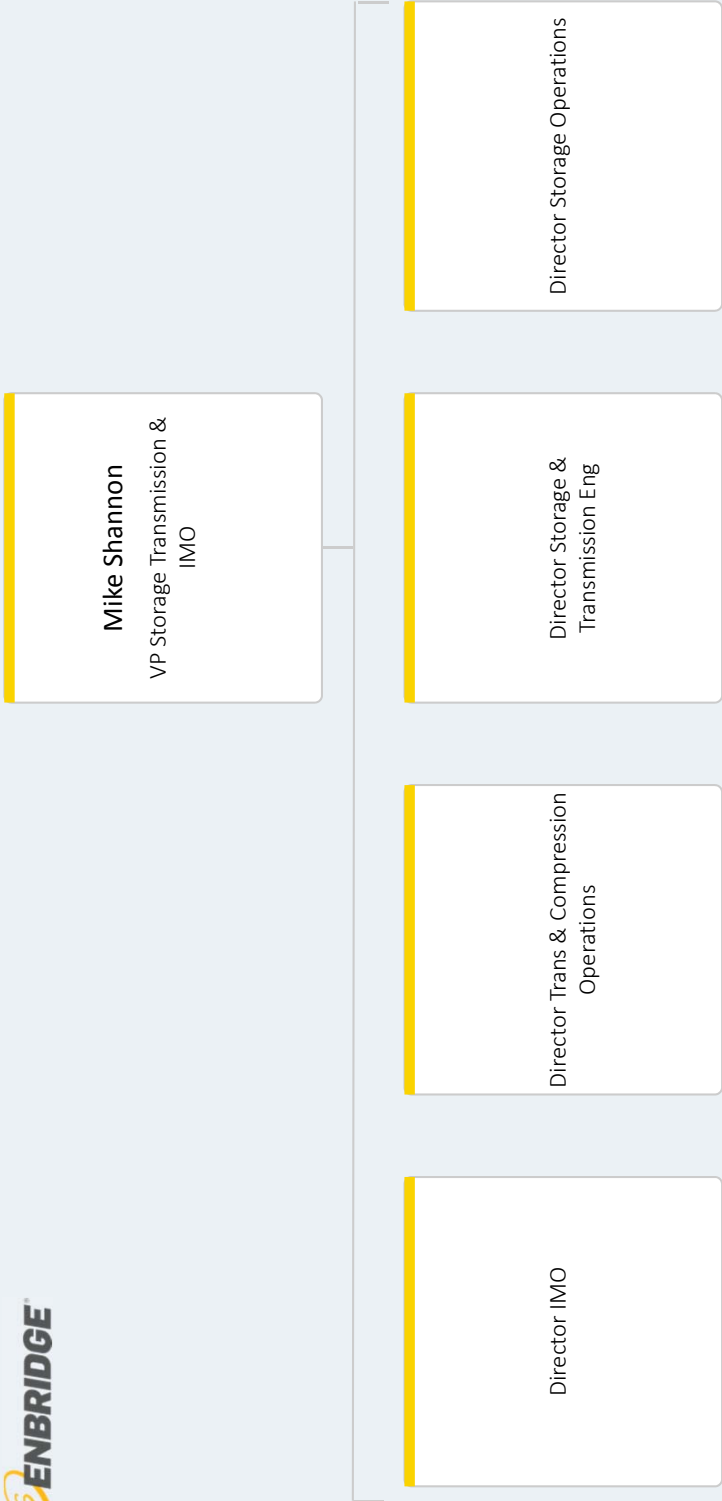 ENBRIDGE
Mike Shannon
VP Storage Transmission &
IMO
Director IMO
Director Trans & Compression
Operations
Director Storage &
Transmission Eng
Director Storage Operations